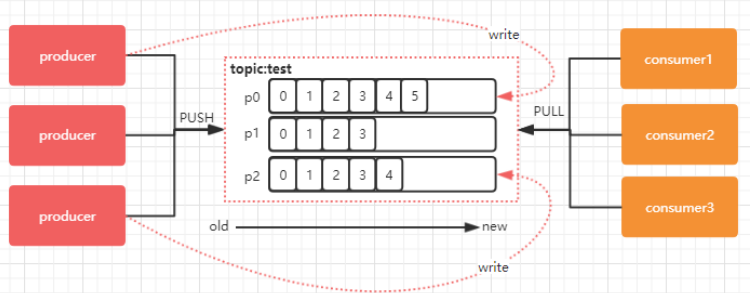 write
producer
topic:test
consumer1
p0 0 1 2 3 4 5
PUSH
PULL
producer
p1 0 1 2 3
consumer2
p2 0 1 2 3 4
producer
consumer3
old
new
write